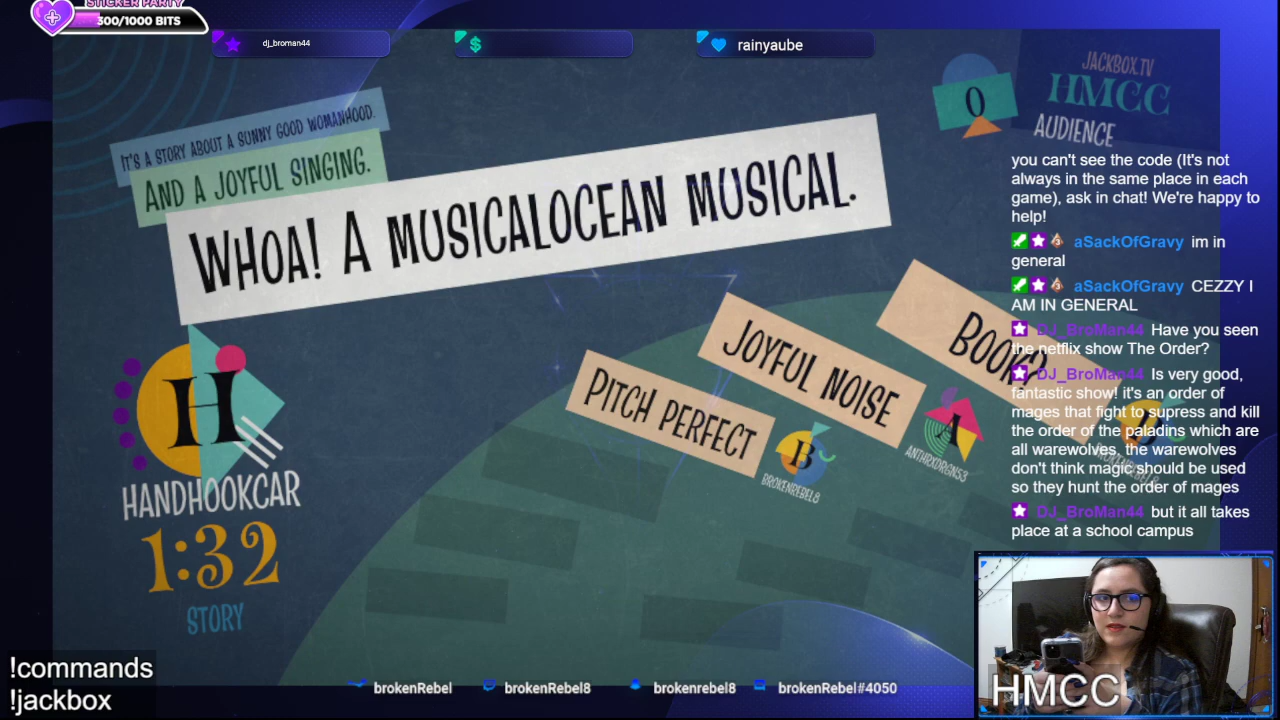 STICKER PARTY
300/1000 BITS
dj_broman44
$
rainyaube
IT'S A STORY ABOUT A SUNNY GOOD WOMANHOOD.
AND A JOYFUL SINGING.
WHOA! A MUSICALOCEAN MUSICAL.
0
JACKBOX.TV
HMCC
AUDIENCE
you can't see the code (It's not
always in the same place in each
game), ask in chat! We're happy to
help!
aSackOfGravy im in
general
aSackOfGravy CEZZY I
AM IN GENERAL
DJ_BroMan44 Have you seen
the netflix show The Order?
DJ_BroMan44 Is very good,
fantastic show! it's an order of
mages that fight to supress and kill
the order of the paladins which are
all warewolves, the warewolves
don't think magic should be used
so they hunt the order of mages
DJ_BroMan44 but it all takes
place at a school campus
BOOK?
JOYFUL NOISE
PITCH PERFECT
B
BROKENREBEL8
A
ANTHRXDRGN53
H
HANDHOOKCAR
1:32
STORY
!commands
!jackbox
brokenRebel
brokenRebel8
brokenrebel8
brokenRebel#4050
HMCC